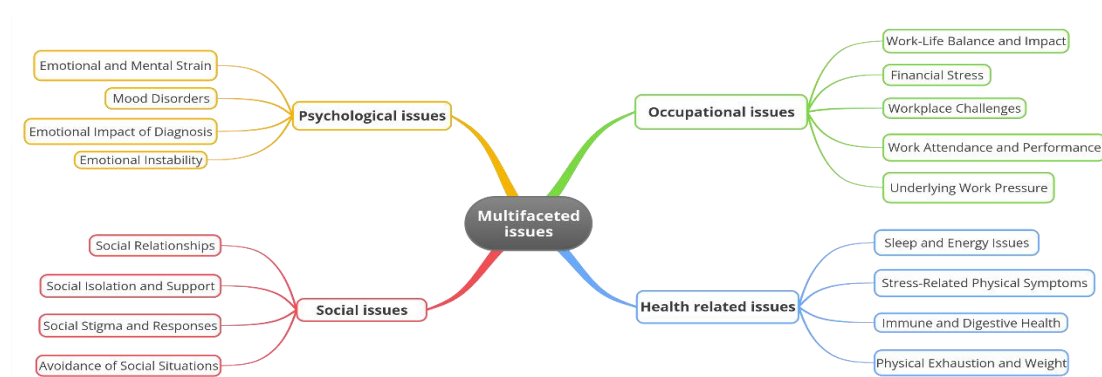 Multifaceted
issues
Psychological issues
Emotional and Mental Strain
Mood Disorders
Emotional Impact of Diagnosis
Emotional Instability
Social issues
Social Relationships
Social Isolation and Support
Social Stigma and Responses
Avoidance of Social Situations
Occupational issues
Work-Life Balance and Impact
Financial Stress
Workplace Challenges
Work Attendance and Performance
Underlying Work Pressure
Health related issues
Sleep and Energy Issues
Stress-Related Physical Symptoms
Immune and Digestive Health
Physical Exhaustion and Weight